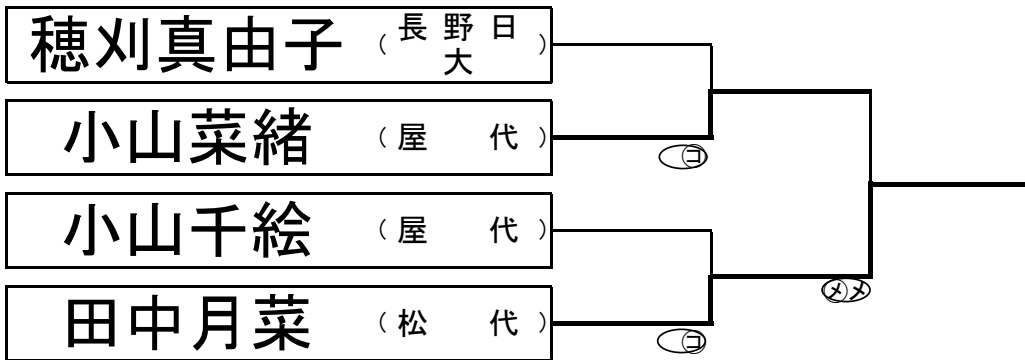 穂刈真由子 （長野日大）
小山菜緒 （屋代）
コ
小山千絵 （屋代）
メメ
田中月菜 （松代）
コ